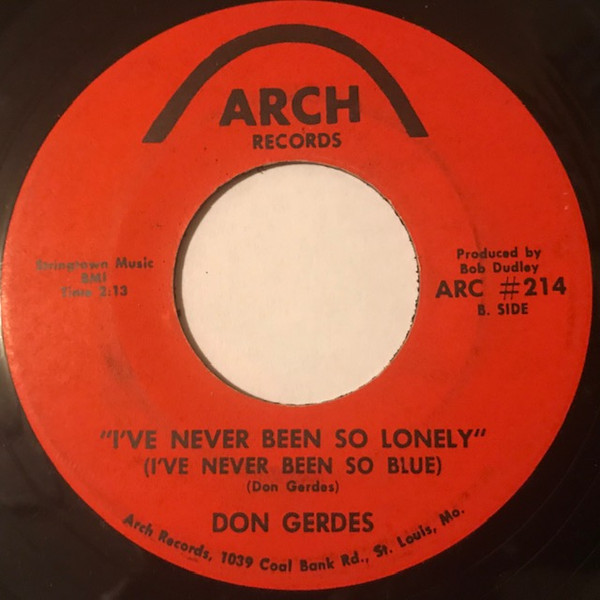 ARCH
RECORDS
Stringtown Music
BMI
Time 2:13
Produced by
Bob Dudley
ARC #214
B. SIDE
"I'VE NEVER BEEN SO LONELY"
(I'VE NEVER BEEN SO BLUE)
(Don Gerdes)
DON GERDES
Arch Records, 1039 Coal Bank Rd., St. Louis, Mo.